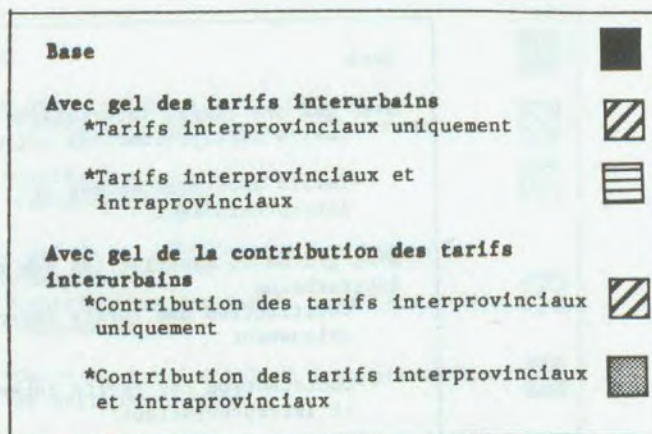 Base
Avec gel des tarifs interurbains
*Tarifs interprovinciaux uniquement
*Tarifs interprovinciaux et
intraprovinciaux
Avec gel de la contribution des tarifs
interurbains
*Contribution des tarifs interprovinciaux
uniquement
*Contribution des tarifs interprovinciaux
et intraprovinciaux